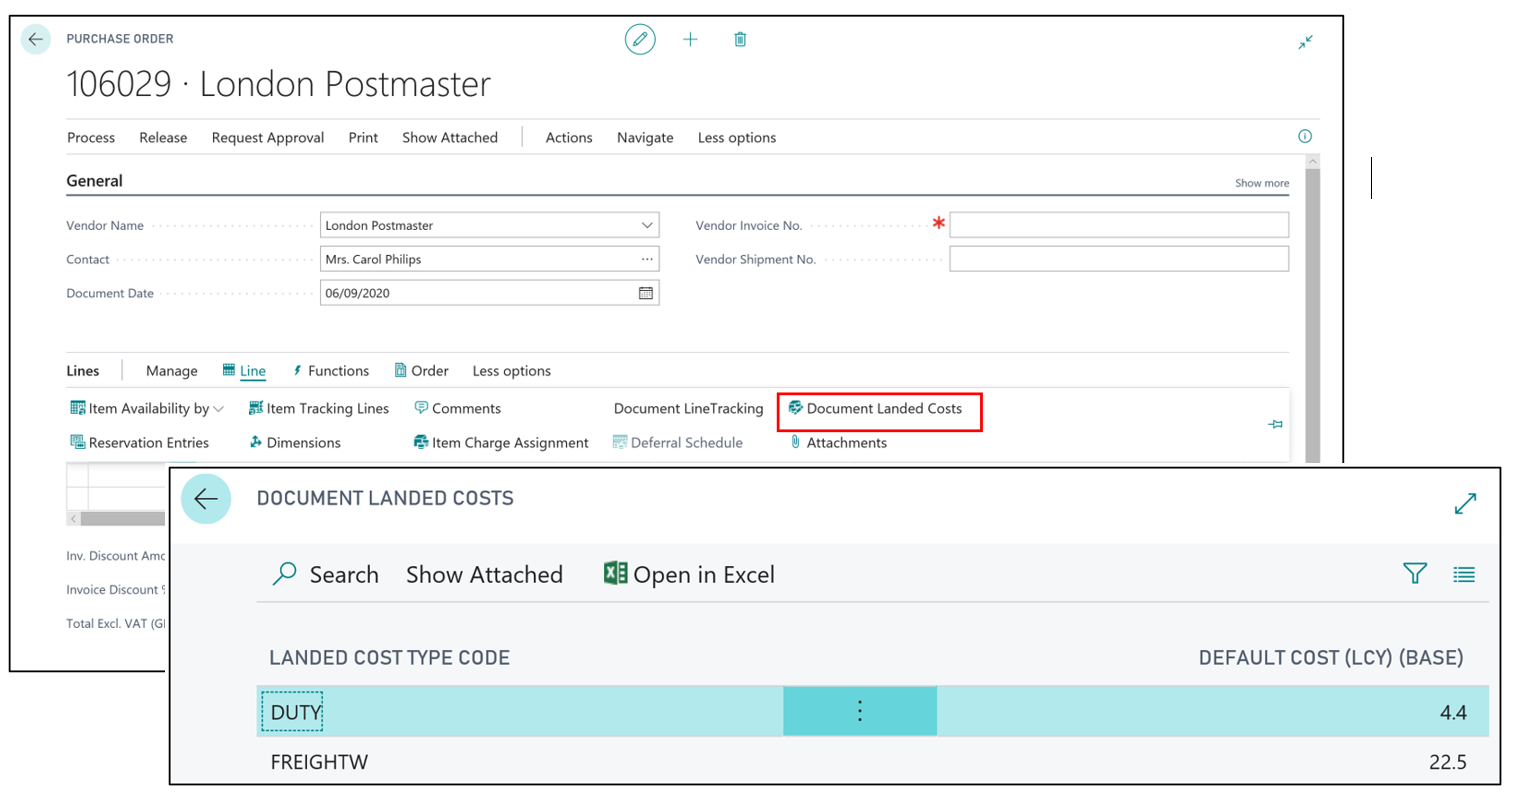 PURCHASE ORDER
106029 · London Postmaster
Process Release Request Approval Print Show Attached Actions Navigate Less options
General Show more
Vendor Name London Postmaster Vendor Invoice No. *
Contact Mrs. Carol Philips Vendor Shipment No.
Document Date 06/09/2020
Lines Manage Line Functions Order Less options
Item Availability by Item Tracking Lines Comments Document LineTracking Document Landed Costs
Reservation Entries Dimensions Item Charge Assignment Deferral Schedule Attachments
Inv. Discount Amo
Invoice Discount %
Total Excl. VAT (G
DOCUMENT LANDED COSTS
Search Show Attached Open in Excel
LANDED COST TYPE CODE DEFAULT COST (LCY) (BASE)
DUTY 4.4
FREIGHTW 22.5